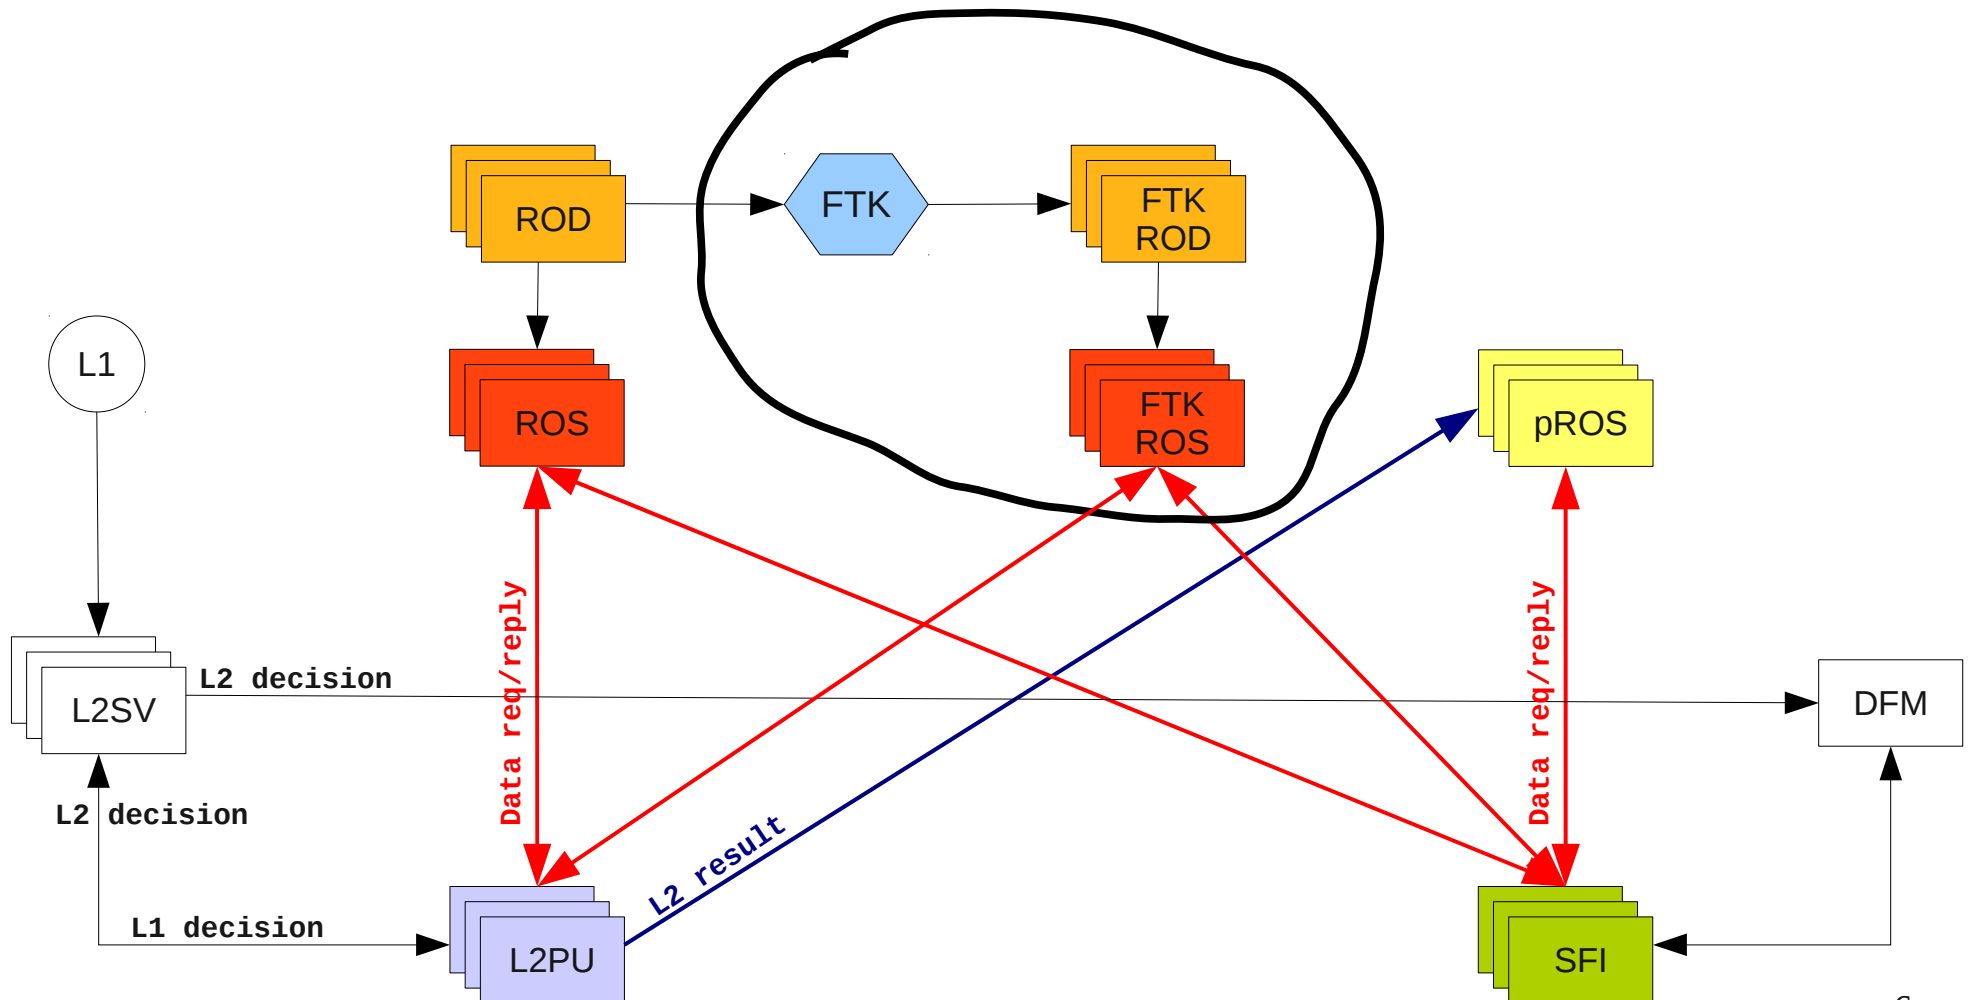 ROD
FTK
FTK
ROD
L1
ROS
FTK
ROS
pROS
Data req/reply
Data req/reply
L2 decision
L2SV
DFM
L2 decision
L2 result
L1 decision
L2PU
SFI